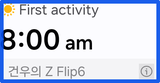 First activity
8:00 am
건우의 Z Flip6